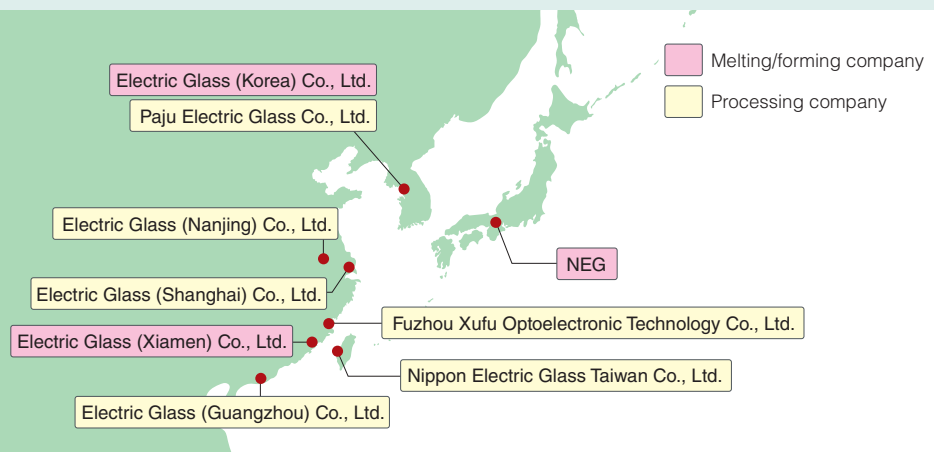 Melting/forming company
Processing company
Electric Glass (Korea) Co., Ltd.
Paju Electric Glass Co., Ltd.
Electric Glass (Nanjing) Co., Ltd.
NEG
Electric Glass (Shanghai) Co., Ltd.
Fuzhou Xufu Optoelectronic Technology Co., Ltd.
Electric Glass (Xiamen) Co., Ltd.
Nippon Electric Glass Taiwan Co., Ltd.
Electric Glass (Guangzhou) Co., Ltd.